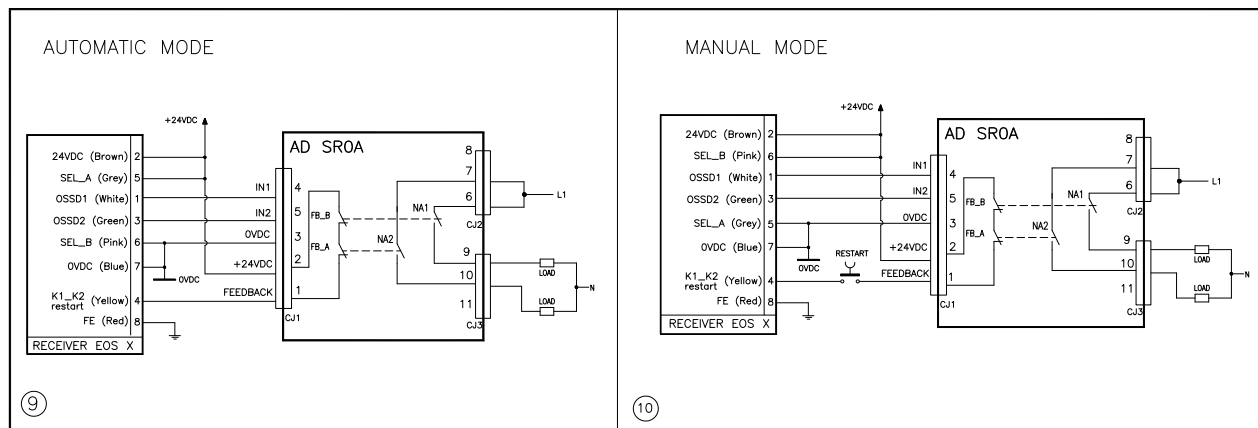 AUTOMATIC MODE
+24VDC
24VDC (Brown) 2
SEL_A (Grey) 5
OSSD1 (White) 1
OSSD2 (Green) 3
SEL_B (Pink) 6
0VDC (Blue) 7
K1_K2 (Yellow) 4
restart
FE (Red) 8
RECEIVER EOS X
0VDC
IN1
IN2
0VDC
+24VDC
FEEDBACK
AD SR0A
4
5
3
2
1
CJ1
FB_B
FB_A
NA1
NA2
8
7
6
CJ2
L1
9
10
11
CJ3
LOAD
LOAD
N
9
MANUAL MODE
+24VDC
24VDC (Brown) 2
SEL_B (Pink) 6
OSSD1 (White) 1
OSSD2 (Green) 3
SEL_A (Grey) 5
0VDC (Blue) 7
K1_K2 (Yellow) 4
restart
FE (Red) 8
RECEIVER EOS X
0VDC
RESTART
IN1
IN2
0VDC
+24VDC
FEEDBACK
AD SR0A
4
5
3
2
1
CJ1
FB_B
FB_A
NA1
NA2
8
7
6
CJ2
L1
9
10
11
CJ3
LOAD
LOAD
N
10